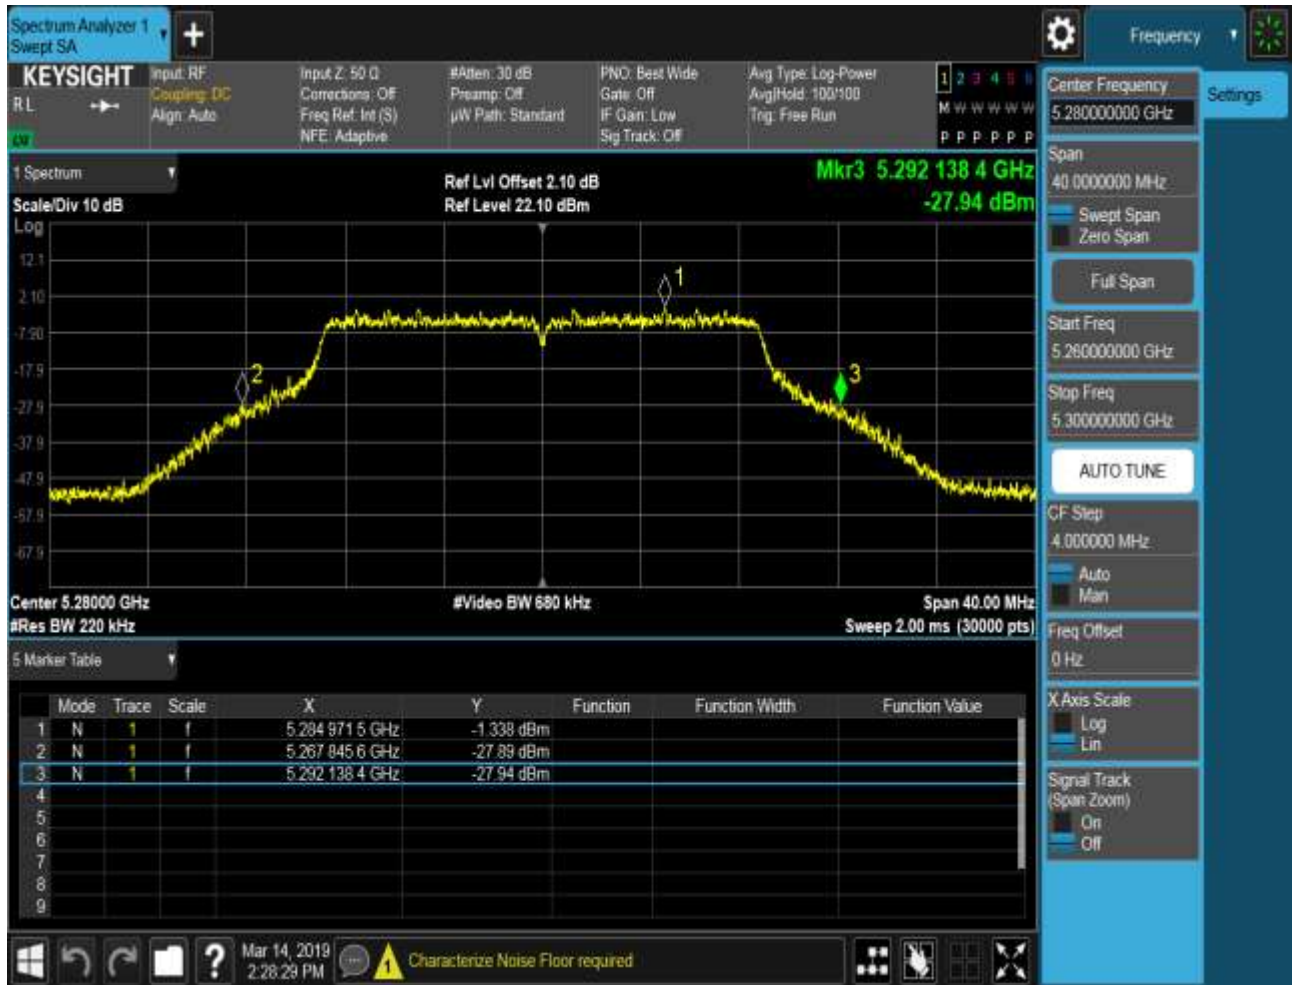 Spectrum Analyzer 1
Swept SA
+
Frequency
KEYSIGHT
RL
Input: RF
Coupling: DC
Align: Auto
Input Z: 50 Ω
Corrections: Off
Freq Ref: Int (S)
NFE: Adaptive
#Atten: 30 dB
Preamp: Off
µW Path: Standard
PNO: Best Wide
Gate: Off
IF Gain: Low
Sig Track: Off
Avg Type: Log-Power
Avg|Hold: 100/100
Trig: Free Run
1 2 3 4 5 6
M W W W W W
P P P P P P
1 Spectrum
Scale/Div 10 dB
Ref Lvl Offset 2.10 dB
Ref Level 22.10 dBm
Mkr3 5.292 138 4 GHz
-27.94 dBm
Log
12.1
2.10
-7.90
-17.9
-27.9
-37.9
-47.9
-57.9
-67.9
1
2
3
Center 5.28000 GHz
#Video BW 680 kHz
Span 40.00 MHz
#Res BW 220 kHz
Sweep 2.00 ms (30000 pts)
5 Marker Table
Mode Trace Scale X Y Function Function Width Function Value
1 N 1 f 5.284 971 5 GHz -1.338 dBm
2 N 1 f 5.267 845 6 GHz -27.89 dBm
3 N 1 f 5.292 138 4 GHz -27.94 dBm
4
5
6
7
8
9
Mar 14, 2019
2:28:29 PM
1
Characterize Noise Floor required
?
Center Frequency
5.280000000 GHz
Settings
Span
40.0000000 MHz
Swept Span
Zero Span
Full Span
Start Freq
5.260000000 GHz
Stop Freq
5.300000000 GHz
AUTO TUNE
CF Step
4.000000 MHz
Auto
Man
Freq Offset
0 Hz
X Axis Scale
Log
Lin
Signal Track
(Span Zoom)
On
Off